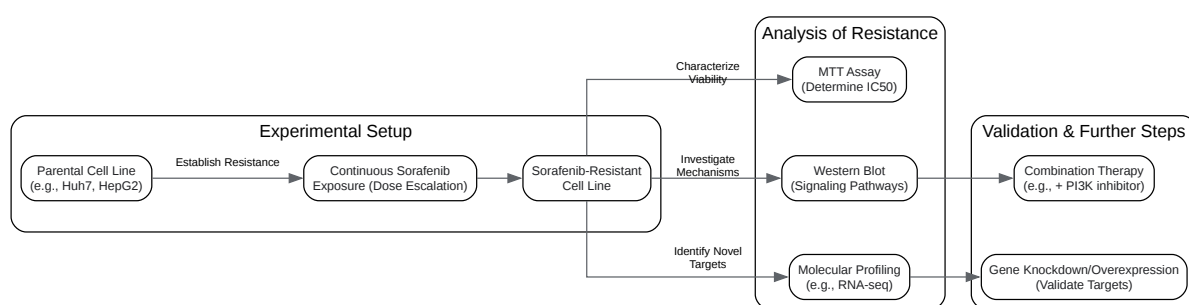 Experimental Setup
Parental Cell Line
(e.g., Huh7, HepG2)
Establish Resistance
Continuous Sorafenib
Exposure (Dose Escalation)
Sorafenib-Resistant
Cell Line
Characterize
Viability
Investigate
Mechanisms
Identify Novel
Targets
Analysis of Resistance
MTT Assay
(Determine IC50)
Western Blot
(Signaling Pathways)
Molecular Profiling
(e.g., RNA-seq)
Validation & Further Steps
Combination Therapy
(e.g., + PI3K inhibitor)
Gene Knockdown/Overexpression
(Validate Targets)